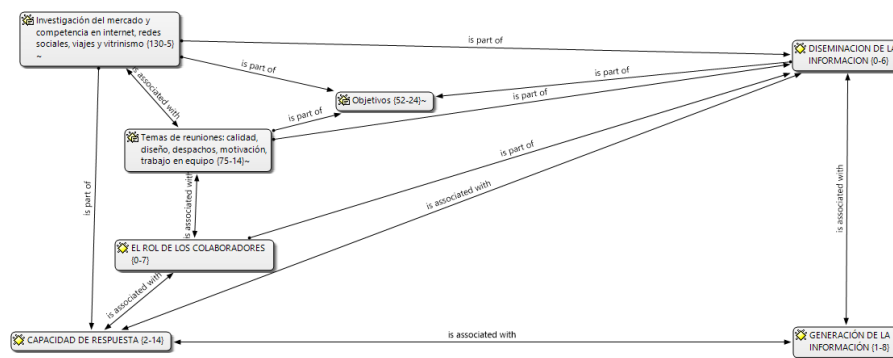 Investigación del mercado y
competencia en internet, redes
sociales, viajes y vitrinismo {130-5}
~
is part of
DISEMINACION DE LA
INFORMACION {0-6}
is part of
is part of
is associated with
Objetivos {52-24}~
is part of
is part of
Temas de reuniones: calidad,
diseño, despachos, motivación,
trabajo en equipo {75-14}~
is part of
is associated with
is part of
is associated with
is associated with
EL ROL DE LOS COLABORADORES
{0-7}
is associated with
CAPACIDAD DE RESPUESTA {2-14}
is associated with
GENERACIÓN DE LA
INFORMACIÓN {1-8}